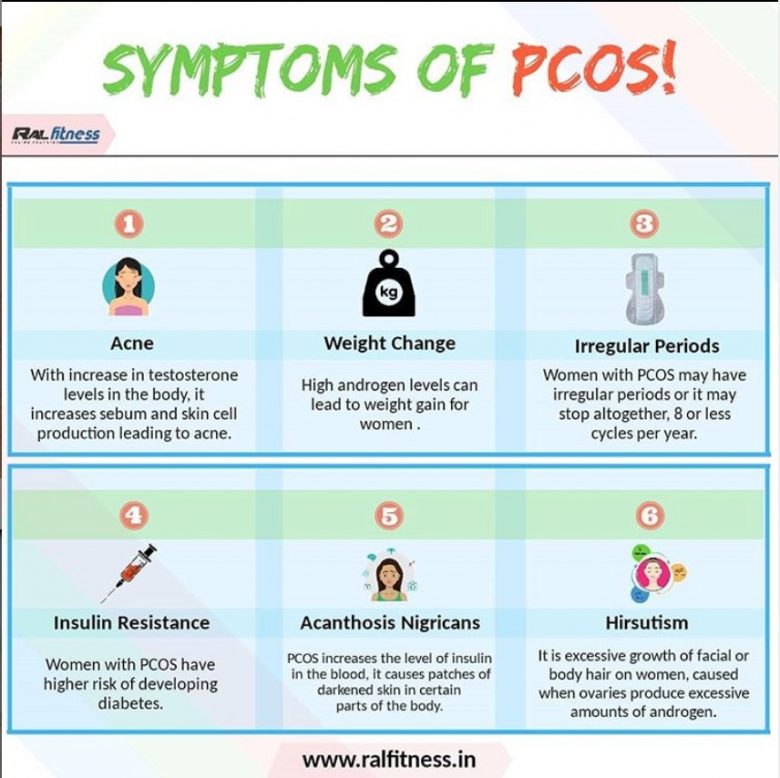 SYMPTOMS OF PCOS!
RAL fitness
1
2
3
kg
Acne
Weight Change
Irregular Periods
With increase in testosterone
levels in the body, it
increases sebum and skin cell
production leading to acne.
High androgen levels can
lead to weight gain for
women .
Women with PCOS may have
irregular periods or it may
stop altogether, 8 or less
cycles per year.
4
5
6
Insulin Resistance
Acanthosis Nigricans
Hirsutism
Women with PCOS have
higher risk of developing
diabetes.
PCOS increases the level of insulin
in the blood, it causes patches of
darkened skin in certain
parts of the body.
It is excessive growth of facial or
body hair on women, caused
when ovaries produce excessive
amounts of androgen.
www.ralfitness.in